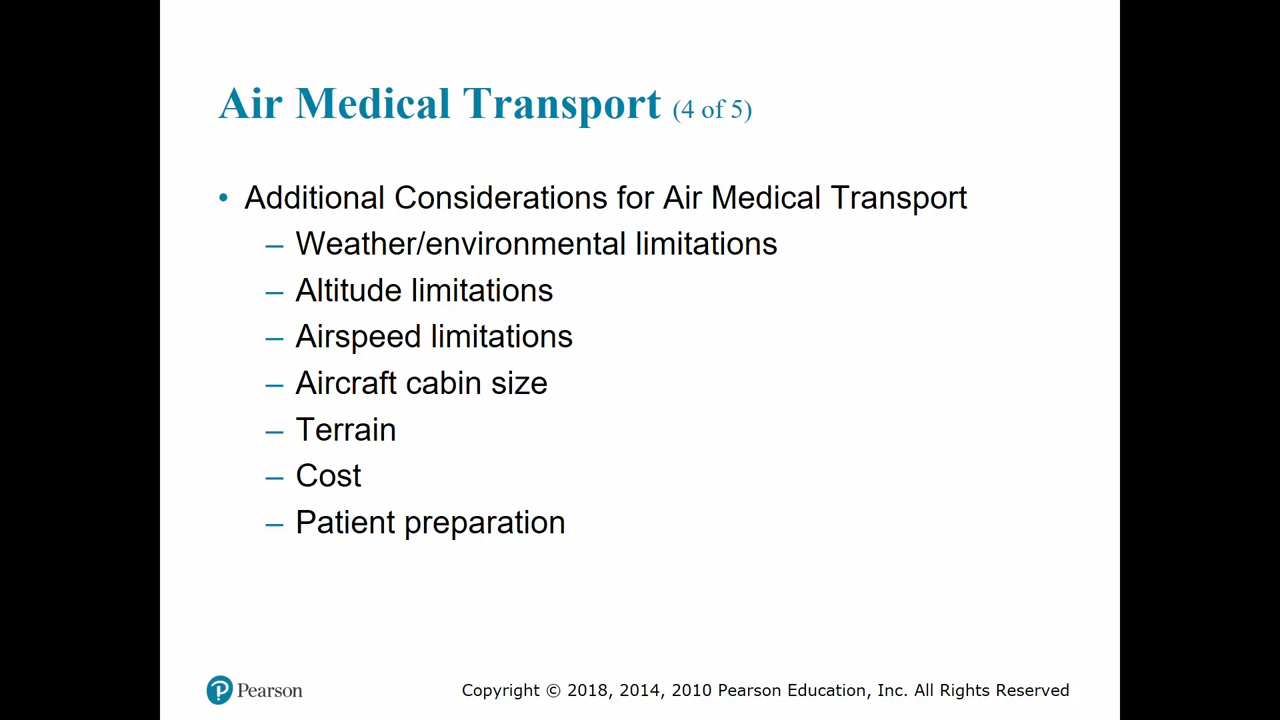 Air Medical Transport (4 of 5)
• Additional Considerations for Air Medical Transport
– Weather/environmental limitations
– Altitude limitations
– Airspeed limitations
– Aircraft cabin size
– Terrain
– Cost
– Patient preparation
Pearson
Copyright © 2018, 2014, 2010 Pearson Education, Inc. All Rights Reserved